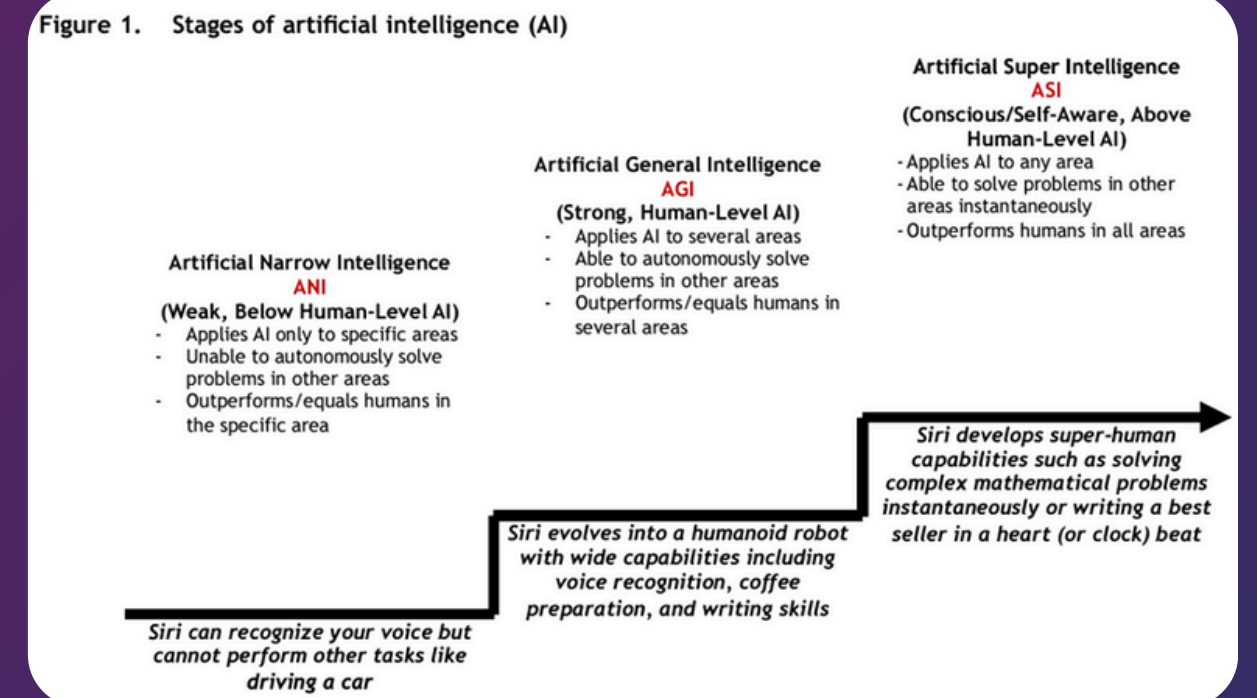 Figure 1. Stages of artificial intelligence (AI)
Artificial Narrow Intelligence
ANI
(Weak, Below Human-Level AI)
- Applies AI only to specific areas
- Unable to autonomously solve
problems in other areas
- Outperforms/equals humans in
the specific area
Siri can recognize your voice but
cannot perform other tasks like
driving a car
Artificial General Intelligence
AGI
(Strong, Human-Level AI)
- Applies AI to several areas
- Able to autonomously solve
problems in other areas
- Outperforms/equals humans in
several areas
Siri evolves into a humanoid robot
with wide capabilities including
voice recognition, coffee
preparation, and writing skills
Artificial Super Intelligence
ASI
(Conscious/Self-Aware, Above
Human-Level AI)
- Applies AI to any area
- Able to solve problems in other
areas instantaneously
- Outperforms humans in all areas
Siri develops super-human
capabilities such as solving
complex mathematical problems
instantaneously or writing a best
seller in a heart (or clock) beat